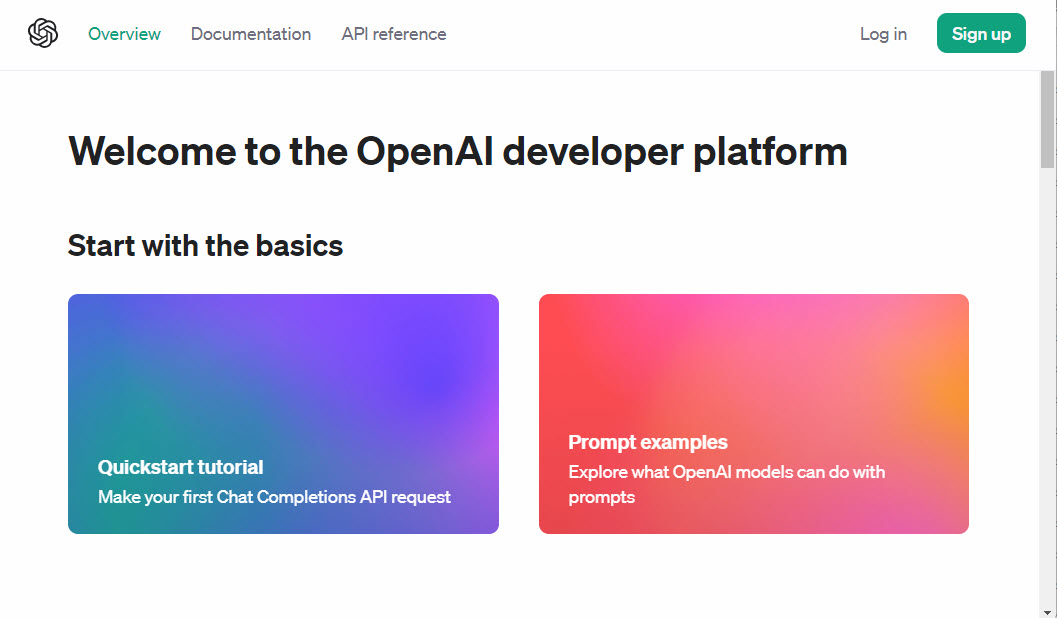 Overview Documentation API reference Log in Sign up
Welcome to the OpenAI developer platform
Start with the basics
Quickstart tutorial
Make your first Chat Completions API request
Prompt examples
Explore what OpenAI models can do with
prompts